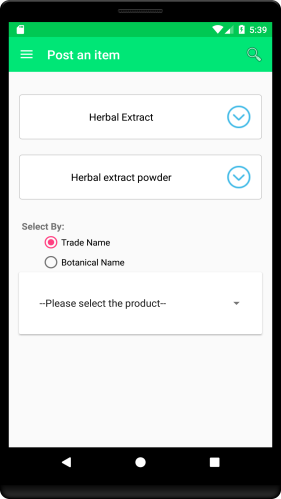 5:39
Post an item
Herbal Extract
Herbal extract powder
Select By:
Trade Name
Botanical Name
--Please select the product--